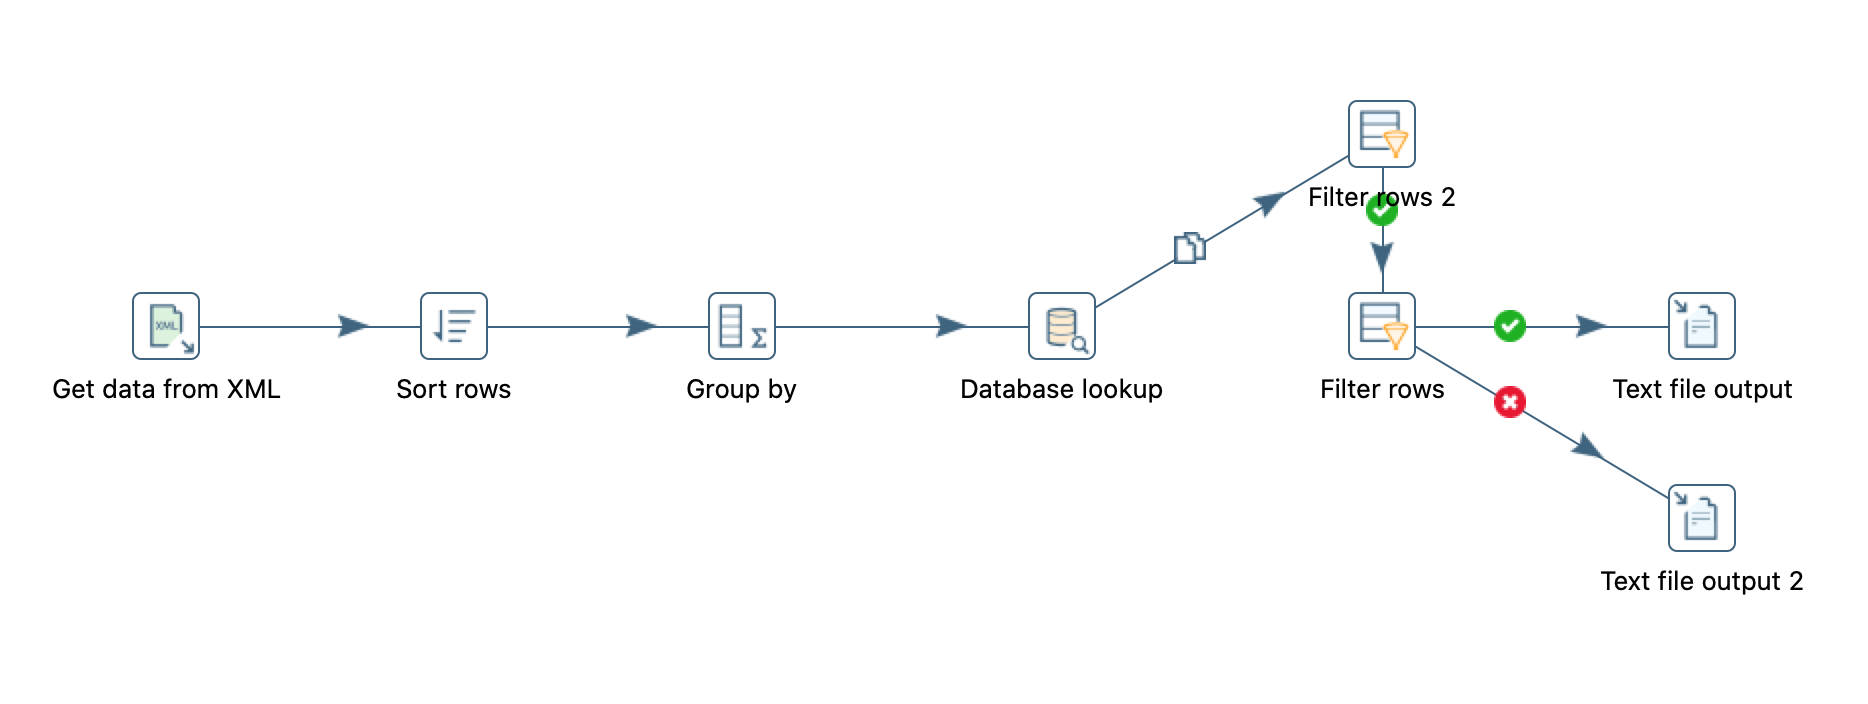 Filter rows 2
XML
Get data from XML
Sort rows
Σ
Group by
Database lookup
Filter rows
Text file output
Text file output 2